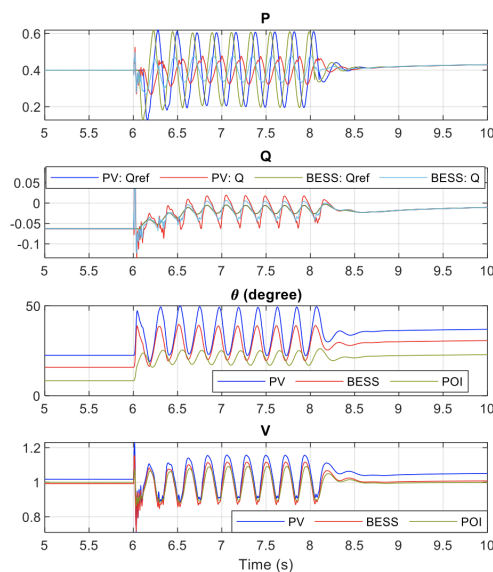 P
0.6
0.4
0.2
5 5.5 6 6.5 7 7.5 8 8.5 9 9.5 10
Q
PV: Qref PV: Q BESS: Qref BESS: Q
0.05
0
-0.05
-0.1
5 5.5 6 6.5 7 7.5 8 8.5 9 9.5 10
θ (degree)
50
0
PV BESS POI
5 5.5 6 6.5 7 7.5 8 8.5 9 9.5 10
V
1.2
1
0.8
PV BESS POI
5 5.5 6 6.5 7 7.5 8 8.5 9 9.5 10
Time (s)